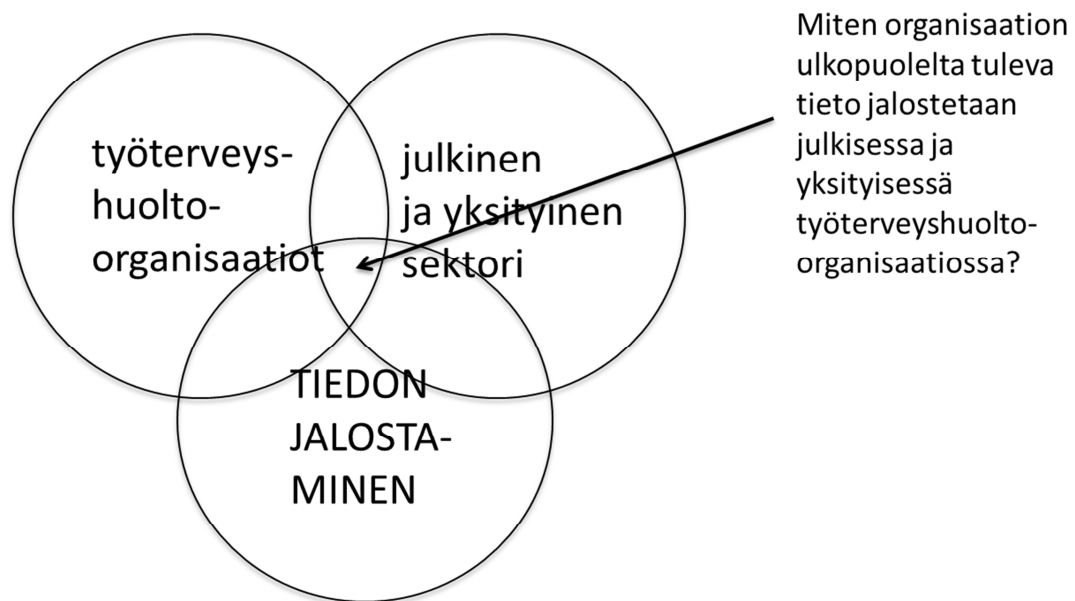 työterveys-
huolto-
organisaatiot
julkinen
ja yksityinen
sektori
TIEDON
JALOSTA-
MINEN
Miten organisaation
ulkopuolelta tuleva
tieto jalostetaan
julkisessa ja
yksityisessä
työterveyshuolto-
organisaatiossa?